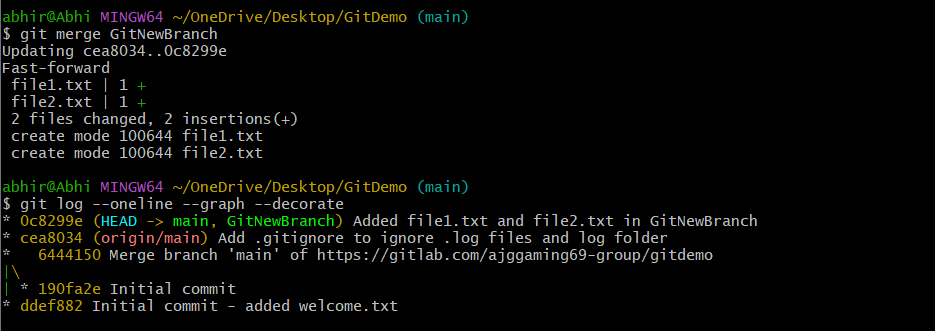 abhir@Abhi MINGW64 ~/OneDrive/Desktop/GitDemo (main)
$ git merge GitNewBranch
Updating cea8034..0c8299e
Fast-forward
 file1.txt | 1 +
 file2.txt | 1 +
 2 files changed, 2 insertions(+)
 create mode 100644 file1.txt
 create mode 100644 file2.txt

abhir@Abhi MINGW64 ~/OneDrive/Desktop/GitDemo (main)
$ git log --oneline --graph --decorate
* 0c8299e (HEAD -> main, GitNewBranch) Added file1.txt and file2.txt in GitNewBranch
* cea8034 (origin/main) Add .gitignore to ignore .log files and log folder
*   6444150 Merge branch 'main' of https://gitlab.com/ajggaming69-group/gitdemo
|\
| * 190fa2e Initial commit
* ddef882 Initial commit - added welcome.txt